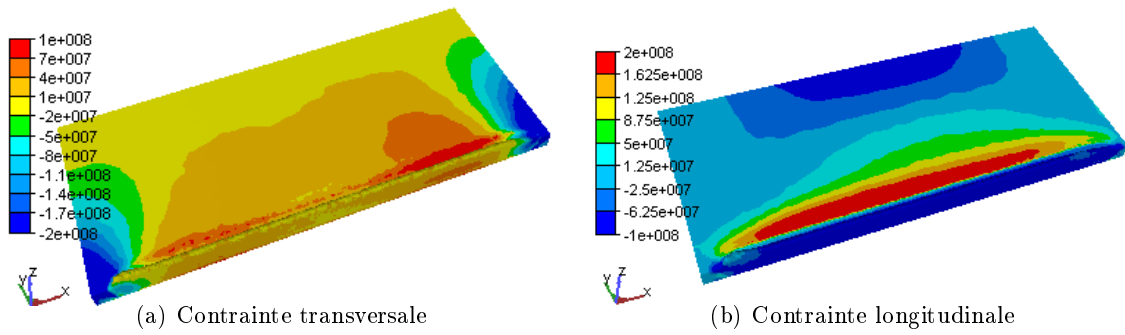 1e+008
7e+007
4e+007
1e+007
-2e+007
-5e+007
-8e+007
-1.1e+008
-1.4e+008
-1.7e+008
-2e+008
y z x
(a) Contrainte transversale
2e+008
1.625e+008
1.25e+008
8.75e+007
5e+007
1.25e+007
-2.5e+007
-6.25e+007
-1e+008
y z x
(b) Contrainte longitudinale